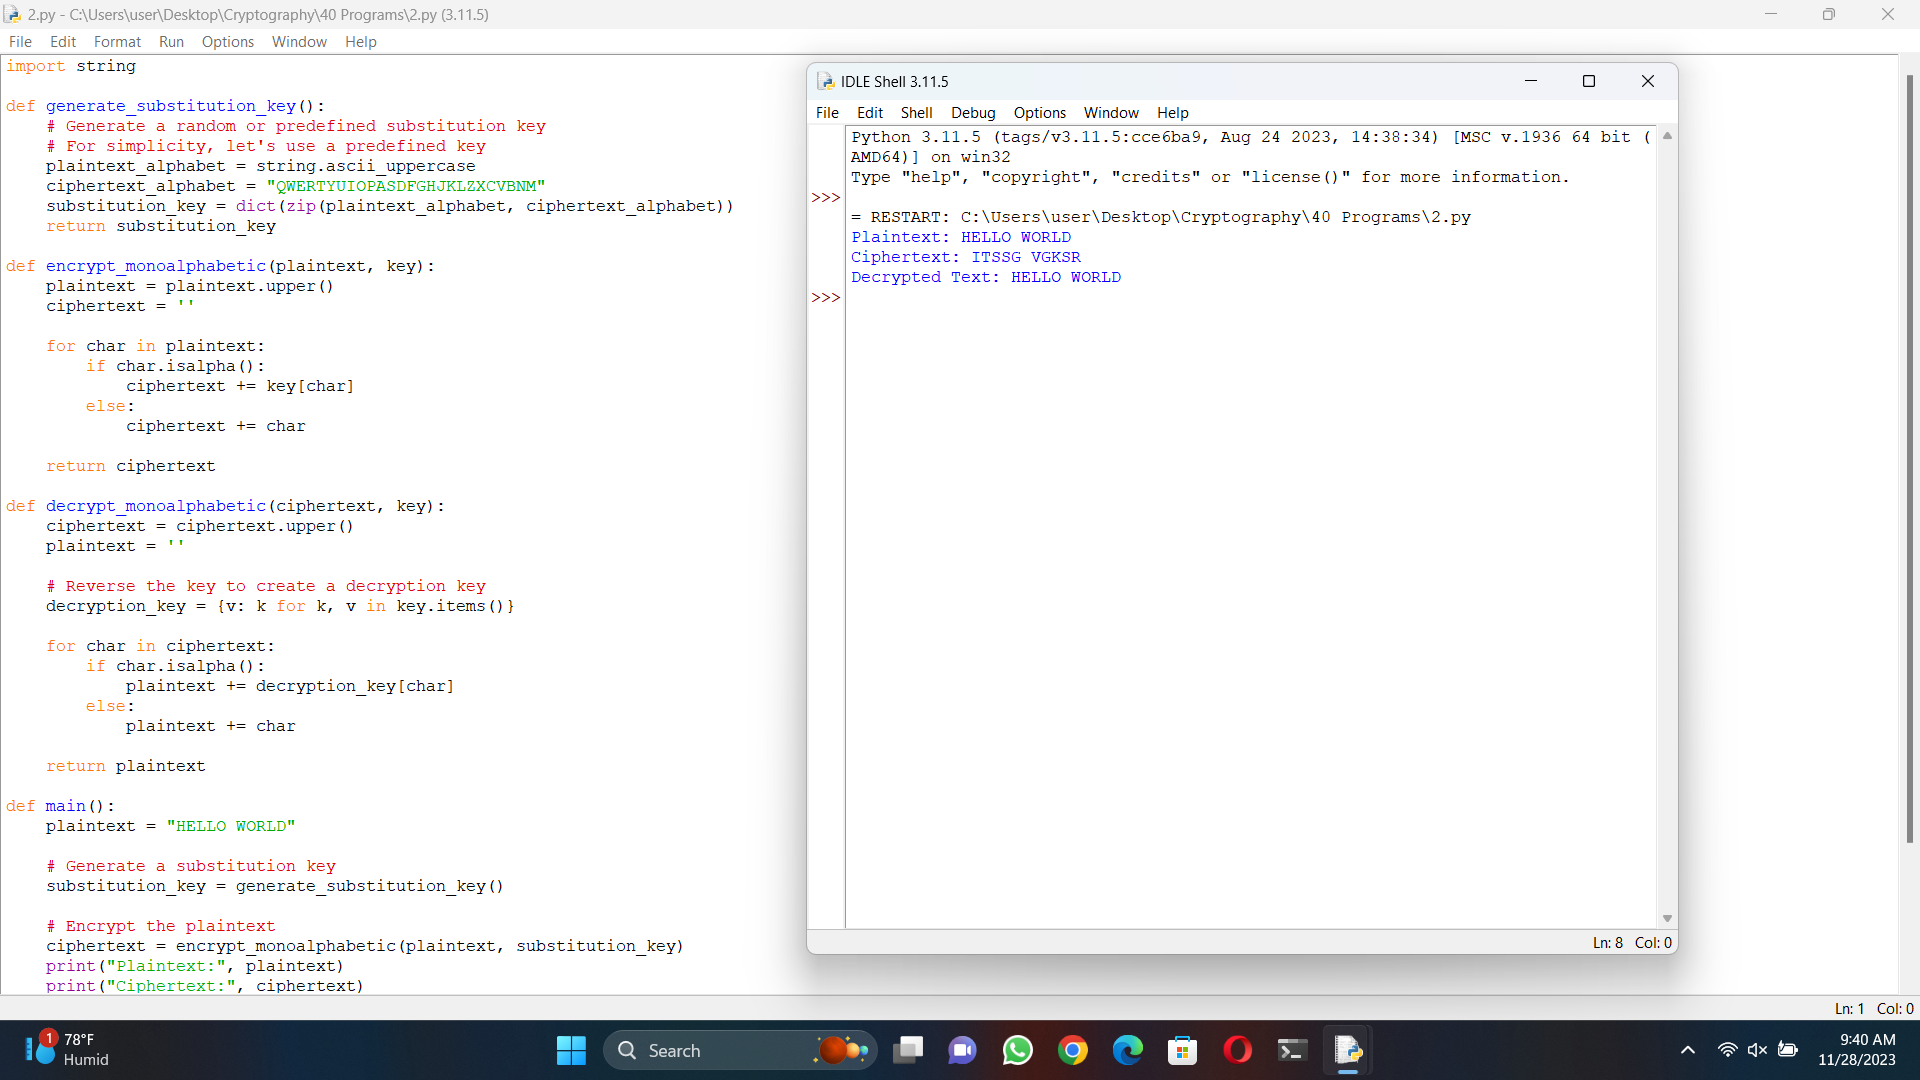 2.py - C:\Users\user\Desktop\Cryptography\40 Programs\2.py (3.11.5)
File Edit Format Run Options Window Help
import string

def generate_substitution_key():
    # Generate a random or predefined substitution key
    # For simplicity, let's use a predefined key
    plaintext_alphabet = string.ascii_uppercase
    ciphertext_alphabet = "QWERTYUIOPASDFGHJKLZXCVBNM"
    substitution_key = dict(zip(plaintext_alphabet, ciphertext_alphabet))
    return substitution_key

def encrypt_monoalphabetic(plaintext, key):
    plaintext = plaintext.upper()
    ciphertext = ''

    for char in plaintext:
        if char.isalpha():
            ciphertext += key[char]
        else:
            ciphertext += char

    return ciphertext

def decrypt_monoalphabetic(ciphertext, key):
    ciphertext = ciphertext.upper()
    plaintext = ''

    # Reverse the key to create a decryption key
    decryption_key = {v: k for k, v in key.items()}

    for char in ciphertext:
        if char.isalpha():
            plaintext += decryption_key[char]
        else:
            plaintext += char

    return plaintext

def main():
    plaintext = "HELLO WORLD"

    # Generate a substitution key
    substitution_key = generate_substitution_key()

    # Encrypt the plaintext
    ciphertext = encrypt_monoalphabetic(plaintext, substitution_key)
    print("Plaintext:", plaintext)
    print("Ciphertext:", ciphertext)
Ln: 1 Col: 0
IDLE Shell 3.11.5
File Edit Shell Debug Options Window Help
Python 3.11.5 (tags/v3.11.5:cce6ba9, Aug 24 2023, 14:38:34) [MSC v.1936 64 bit (
AMD64)] on win32
Type "help", "copyright", "credits" or "license()" for more information.
>>>
= RESTART: C:\Users\user\Desktop\Cryptography\40 Programs\2.py
Plaintext: HELLO WORLD
Ciphertext: ITSSG VGKSR
Decrypted Text: HELLO WORLD
>>>
Ln: 8 Col: 0
1
78°F
Humid
Search
9:40 AM
11/28/2023